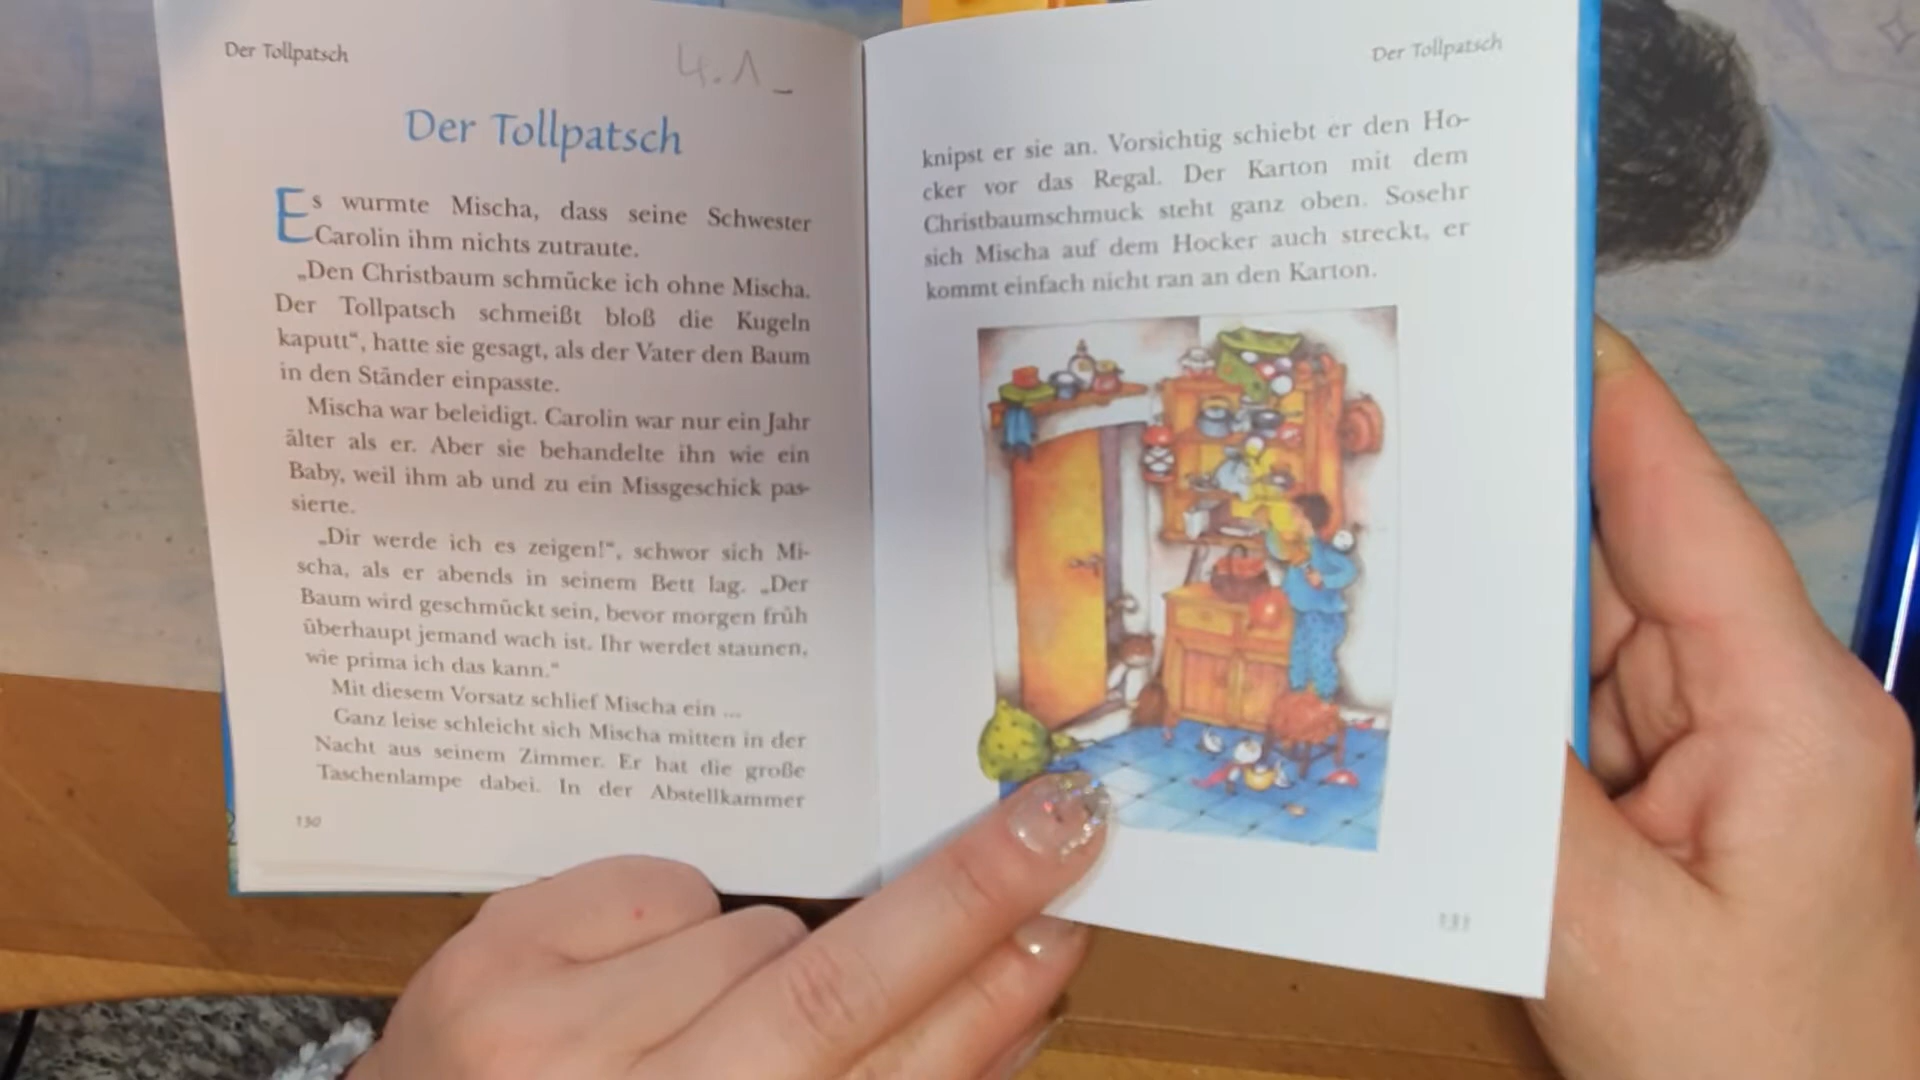 Der Tollpatsch
4.1_
Der Tollpatsch
Es wurmte Mischa, dass seine Schwester
Carolin ihm nichts zutraute.
„Den Christbaum schmücke ich ohne Mischa.
Der Tollpatsch schmeißt bloß die Kugeln
kaputt“, hatte sie gesagt, als der Vater den Baum
in den Ständer einpasste.
Mischa war beleidigt. Carolin war nur ein Jahr
älter als er. Aber sie behandelte ihn wie ein
Baby, weil ihm ab und zu ein Missgeschick pas-
sierte.
„Dir werde ich es zeigen!“, schwor sich Mi-
scha, als er abends in seinem Bett lag. „Der
Baum wird geschmückt sein, bevor morgen früh
überhaupt jemand wach ist. Ihr werdet staunen,
wie prima ich das kann.“
Mit diesem Vorsatz schlief Mischa ein ...
Ganz leise schleicht sich Mischa mitten in der
Nacht aus seinem Zimmer. Er hat die große
Taschenlampe dabei. In der Abstellkammer
130
Der Tollpatsch
knipst er sie an. Vorsichtig schiebt er den Ho-
cker vor das Regal. Der Karton mit dem
Christbaumschmuck steht ganz oben. Sosehr
sich Mischa auf dem Hocker auch streckt, er
kommt einfach nicht ran an den Karton.
131